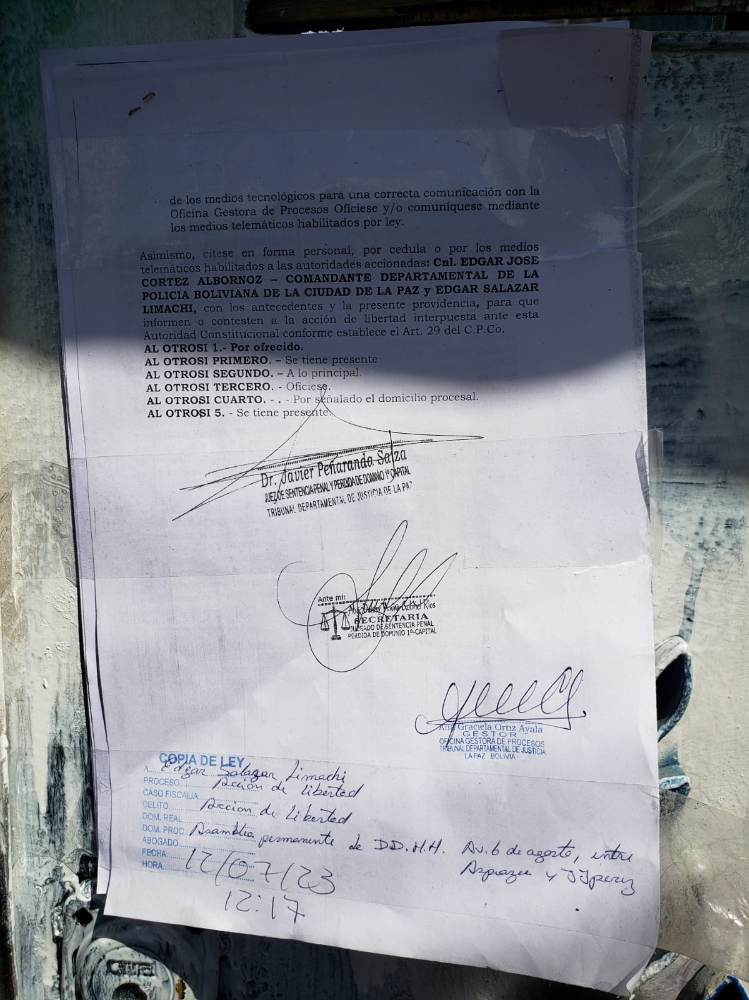 de los medios tecnológicos para una correcta comunicación con la
Oficina Gestora de Procesos Oficiese y/o comuníquese mediante
los medios telemáticos habilitados por ley.
Asimismo, cítese en forma personal, por cedula o por los medios
telemáticos habilitados a las autoridades accionadas: Cnl. EDGAR JOSE
CORTEZ ALBORNOZ – COMANDANTE DEPARTAMENTAL DE LA
POLICIA BOLIVIANA DE LA CIUDAD DE LA PAZ y EDGAR SALAZAR
LIMACHI, con los antecedentes y la presente providencia, para que
informen o contesten a la acción de libertad interpuesta ante esta
Autoridad Constitucional conforme establece el Art. 29 del C.P.Co.
AL OTROSI 1.- Por ofrecido.
AL OTROSI PRIMERO. – Se tiene presente
AL OTROSI SEGUNDO. – A lo principal.
AL OTROSI TERCERO. - Oficiese.
AL OTROSI CUARTO. - . - Por señalado el domicilio procesal.
AL OTROSI 5. - Se tiene presente.
Dr. Javier Peñaranda
JUEZ DE SENTENCIA PENAL Y PERDIDA DE DOMINIO 1º CAPITAL
TRIBUNAL DEPARTAMENTAL DE JUSTICIA DE LA PAZ
Ante mi:
SECRETARIA
JUZGADO DE SENTENCIA PENAL
PERDIDA DE DOMINIO 1º-CAPITAL
Ana Graciela Ortiz Ayala
GESTOR
OFICINA GESTORA DE PROCESOS
TRIBUNAL DEPARTAMENTAL DE JUSTICIA
LA PAZ BOLIVIA
COPIA DE LEY
A Edgar Salazar Limachi
PROCESO Acción de libertad
CASO FISCALIA
DELITO Accion de Libertad
DOM. REAL
DOM. PROC. Asamblea permanente de DD.HH. Av. 6 de agosto, entre
ABOGADO
FECHA 12/07/23
HORA 12:17